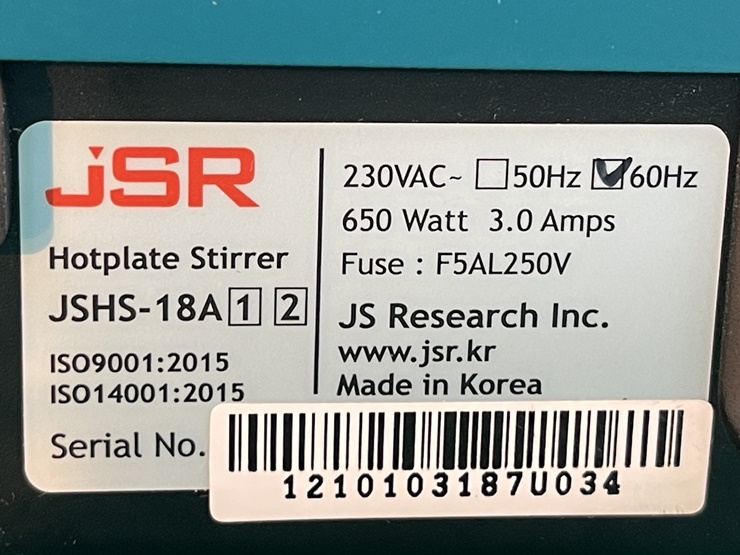 JSR
Hotplate Stirrer
JSHS-18A 1 2
ISO9001:2015
ISO14001:2015
Serial No.
230VAC~ ☐50Hz ☑60Hz
650 Watt 3.0 Amps
Fuse : F5AL250V
JS Research Inc.
www.jsr.kr
Made in Korea
1210103187U034